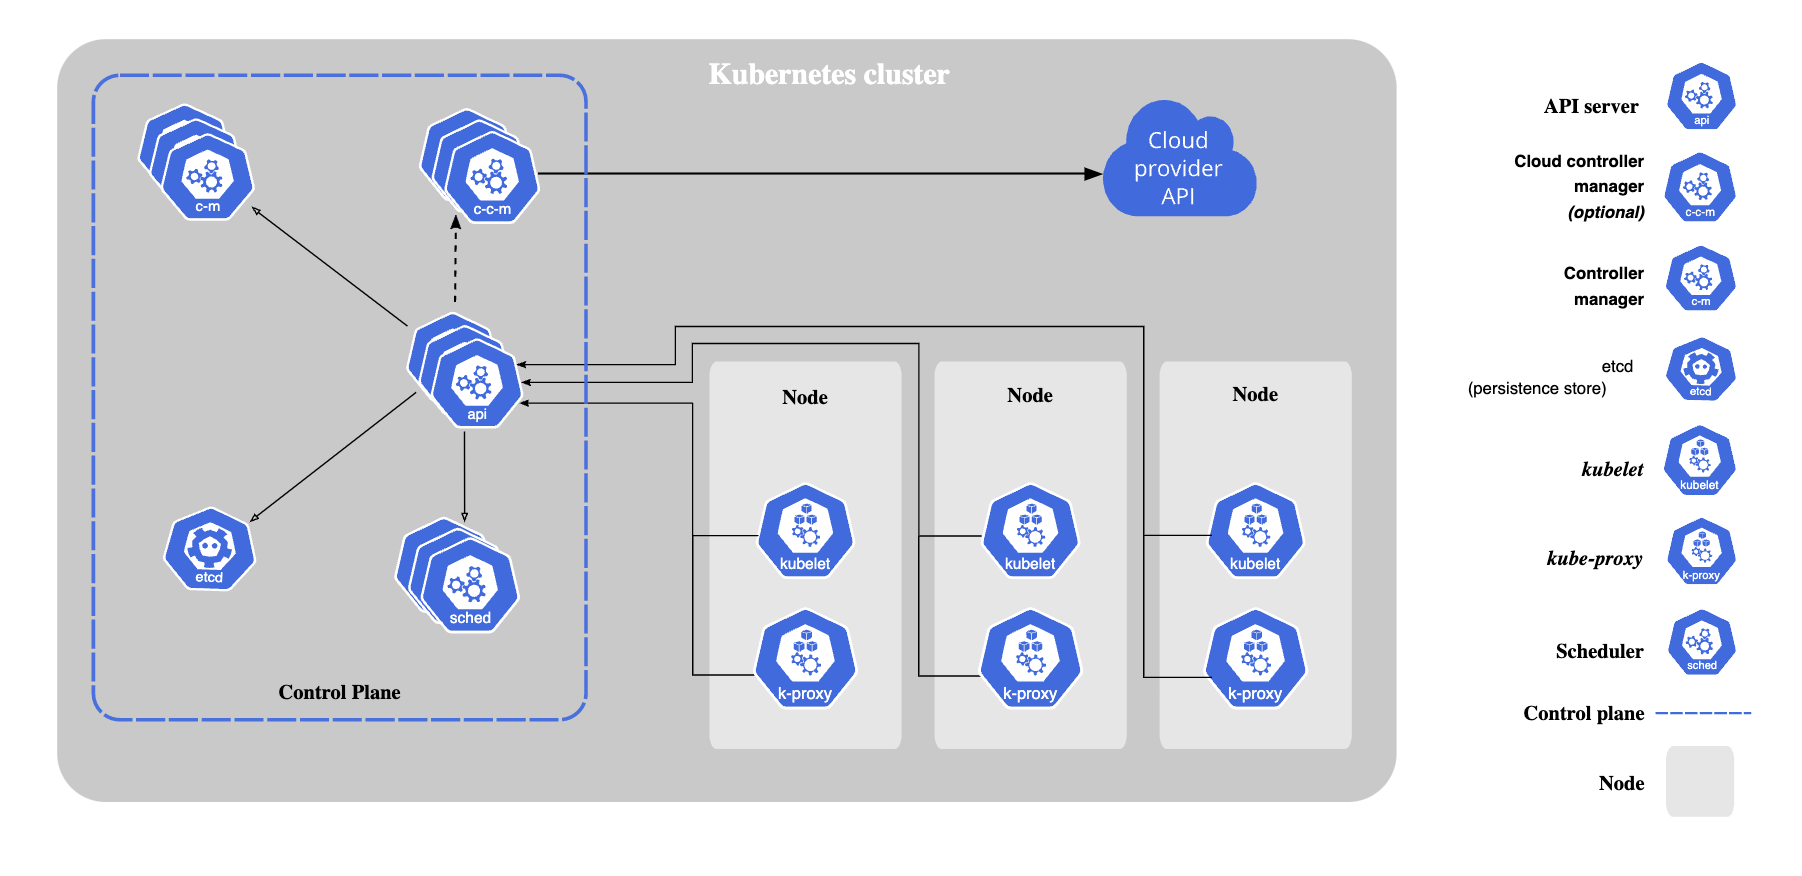 Kubernetes cluster
c-m
c-c-m
Cloud
provider
API
api
etcd
sched
Control Plane
Node
kubelet
k-proxy
Node
kubelet
k-proxy
Node
kubelet
k-proxy
API server
api
Cloud controller
manager
(optional)
c-c-m
Controller
manager
c-m
etcd
(persistence store)
etcd
kubelet
kubelet
kube-proxy
k-proxy
Scheduler
sched
Control plane
Node